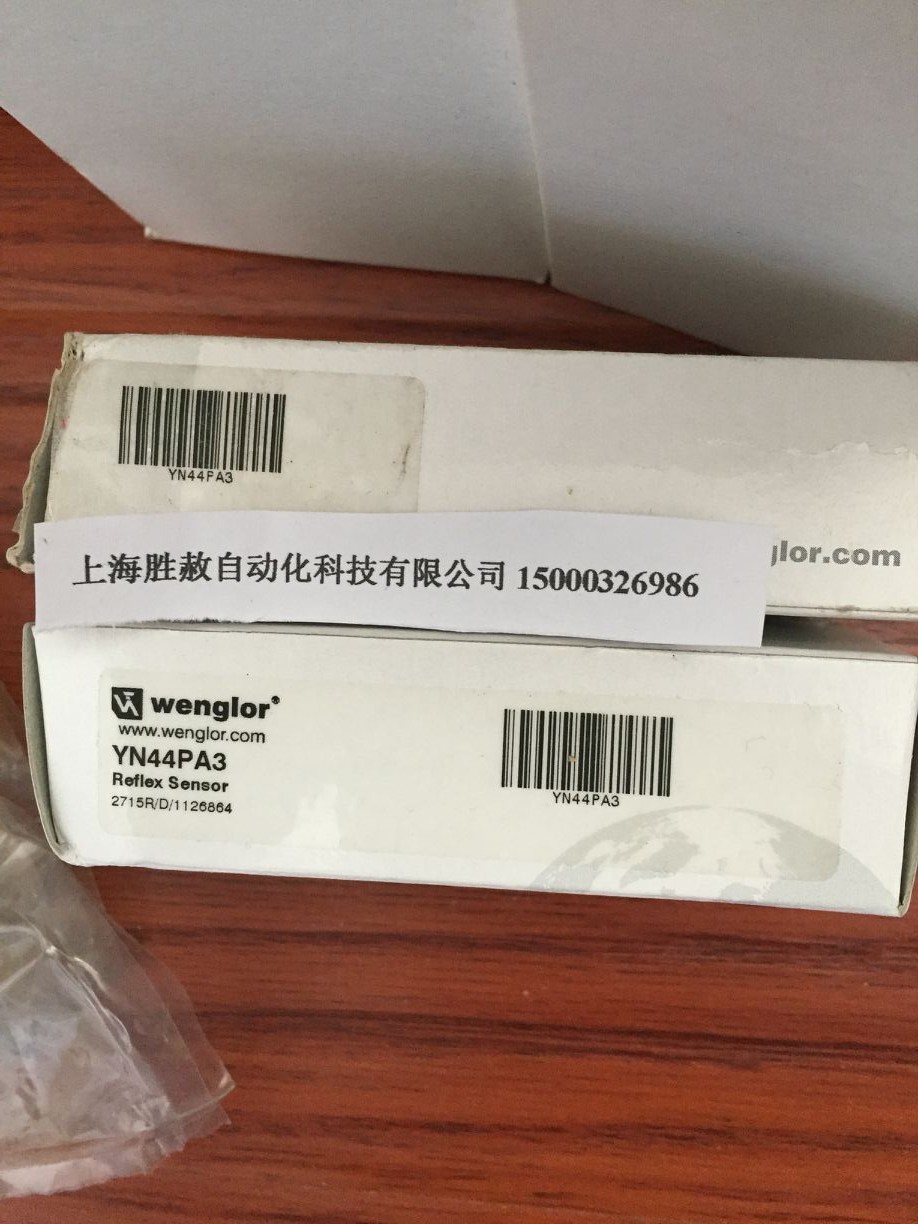 YN44PA3
glor.com
上海胜赦自动化科技有限公司 15000326986
wenglor®
www.wenglor.com
YN44PA3
Reflex Sensor
2715R/D/1126864
YN44PA3